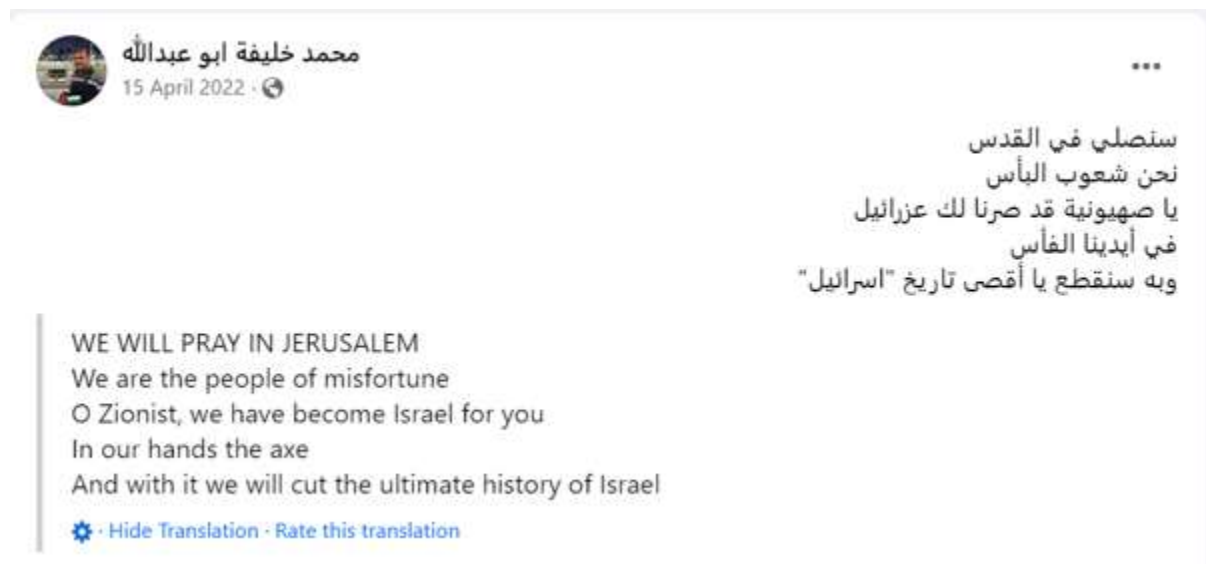 محمد خليفة ابو عبدالله
15 April 2022 ·
سنصلي في القدس
نحن شعوب البأس
يا صهيونية قد صرنا لك عزرائيل
في أيدينا الفأس
وبه سنقطع يا أقصى تاريخ "اسرائيل"
WE WILL PRAY IN JERUSALEM
We are the people of misfortune
O Zionist, we have become Israel for you
In our hands the axe
And with it we will cut the ultimate history of Israel
· Hide Translation · Rate this translation